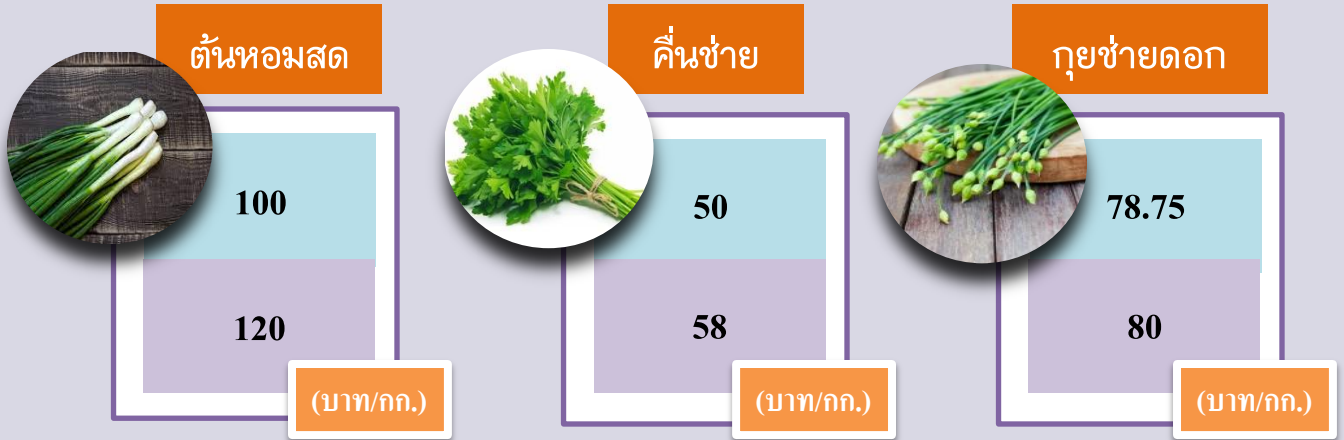 ต้นหอมสด
100
120
(บาท/กก.)
คื่นช่าย
50
58
(บาท/กก.)
กุยช่ายดอก
78.75
80
(บาท/กก.)